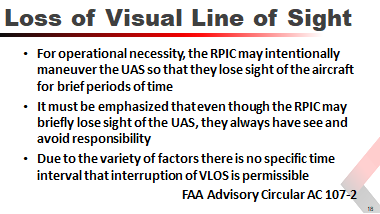 Loss of Visual Line of Sight
• For operational necessity, the RPIC may intentionally
maneuver the UAS so that they lose sight of the aircraft
for brief periods of time
• It must be emphasized that even though the RPIC may
briefly lose sight of the UAS, they always have see and
avoid responsibility
• Due to the variety of factors there is no specific time
interval that interruption of VLOS is permissible
FAA Advisory Circular AC 107-2
18